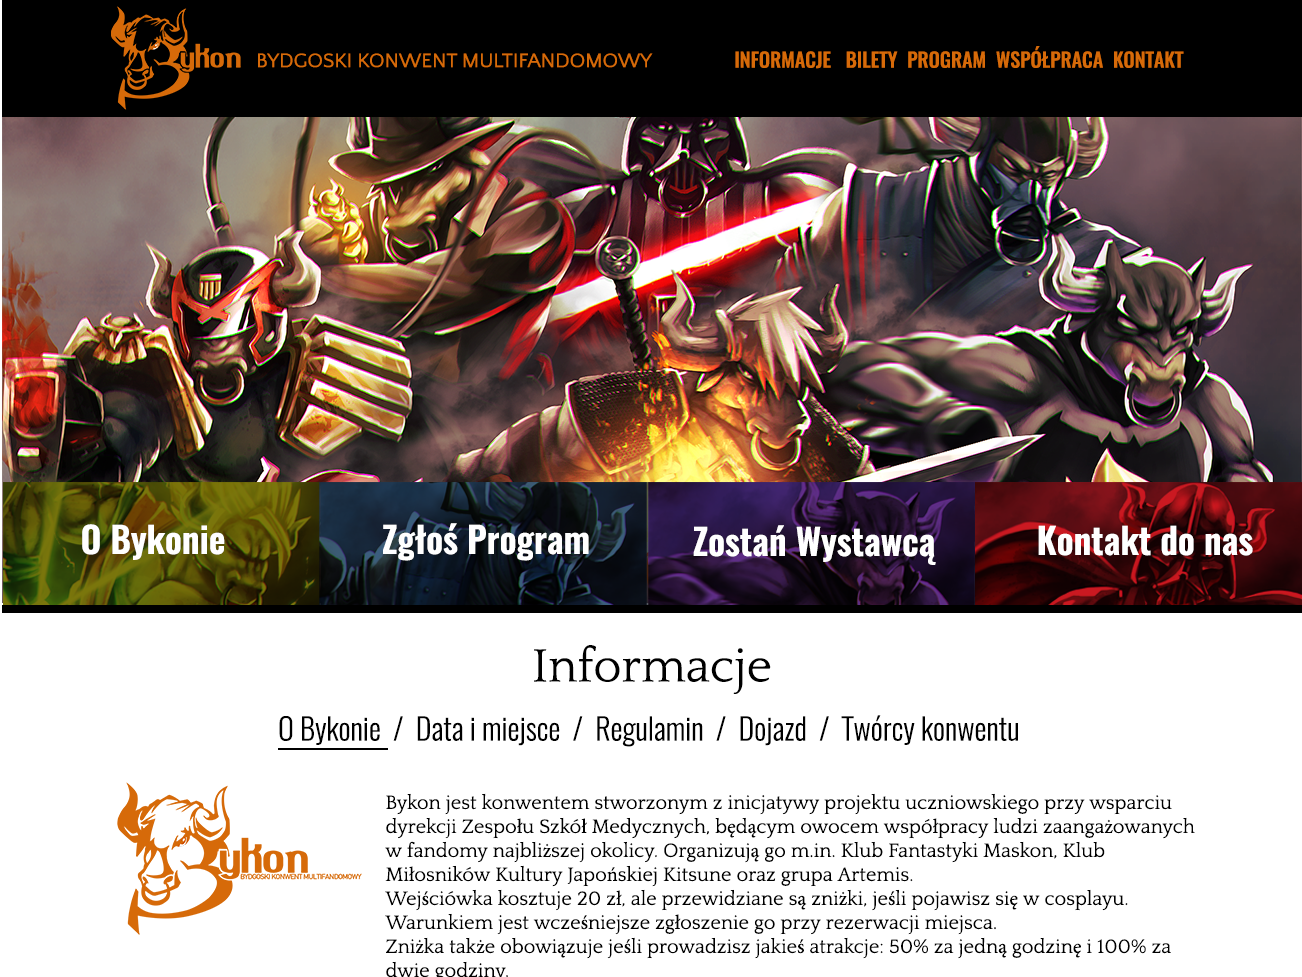 Bykon BYDGOSKI KONWENT MULTIFANDOMOWY
INFORMACJE BILETY PROGRAM WSPÓŁPRACA KONTAKT
O Bykonie
Zgłoś Program
Zostań Wystawcą
Kontakt do nas
Informacje
O Bykonie / Data i miejsce / Regulamin / Dojazd / Twórcy konwentu
Bykon
BYDGOSKI KONWENT MULTIFANDOMOWY
Bykon jest konwentem stworzonym z inicjatywy projektu uczniowskiego przy wsparciu
dyrekcji Zespołu Szkół Medycznych, będącym owocem współpracy ludzi zaangażowanych
w fandomy najbliższej okolicy. Organizują go m.in. Klub Fantastyki Maskon, Klub
Miłosników Kultury Japońskiej Kitsune oraz grupa Artemis.
Wejściówka kosztuje 20 zł, ale przewidziane są zniżki, jeśli pojawisz się w cosplayu.
Warunkiem jest wcześniejsze zgłoszenie go przy rezerwacji miejsca.
Zniżka także obowiązuje jeśli prowadzisz jakieś atrakcje: 50% za jedną godzinę i 100% za
dwie godziny.